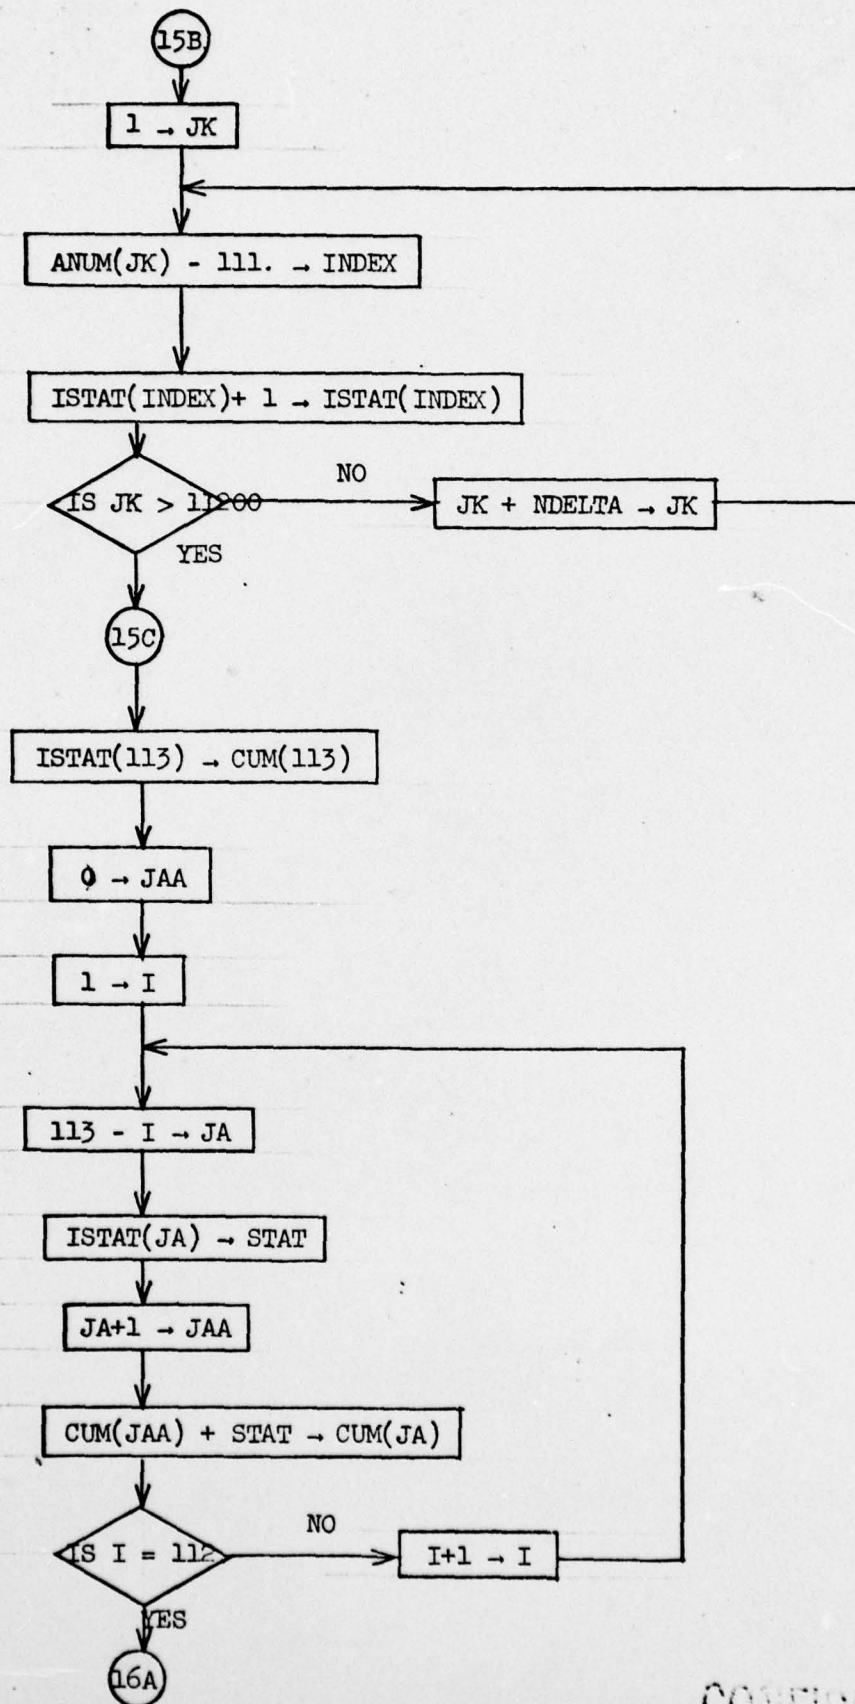 15B
1 → JK
ANUM(JK) - 111. → INDEX
ISTAT(INDEX)+ 1 → ISTAT(INDEX)
IS JK > 11200
NO
JK + NDELTA → JK
YES
15C
ISTAT(113) → CUM(113)
0 → JAA
1 → I
113 - I → JA
ISTAT(JA) → STAT
JA+1 → JAA
CUM(JAA) + STAT → CUM(JA)
IS I = 112
NO
I+1 → I
YES
16A